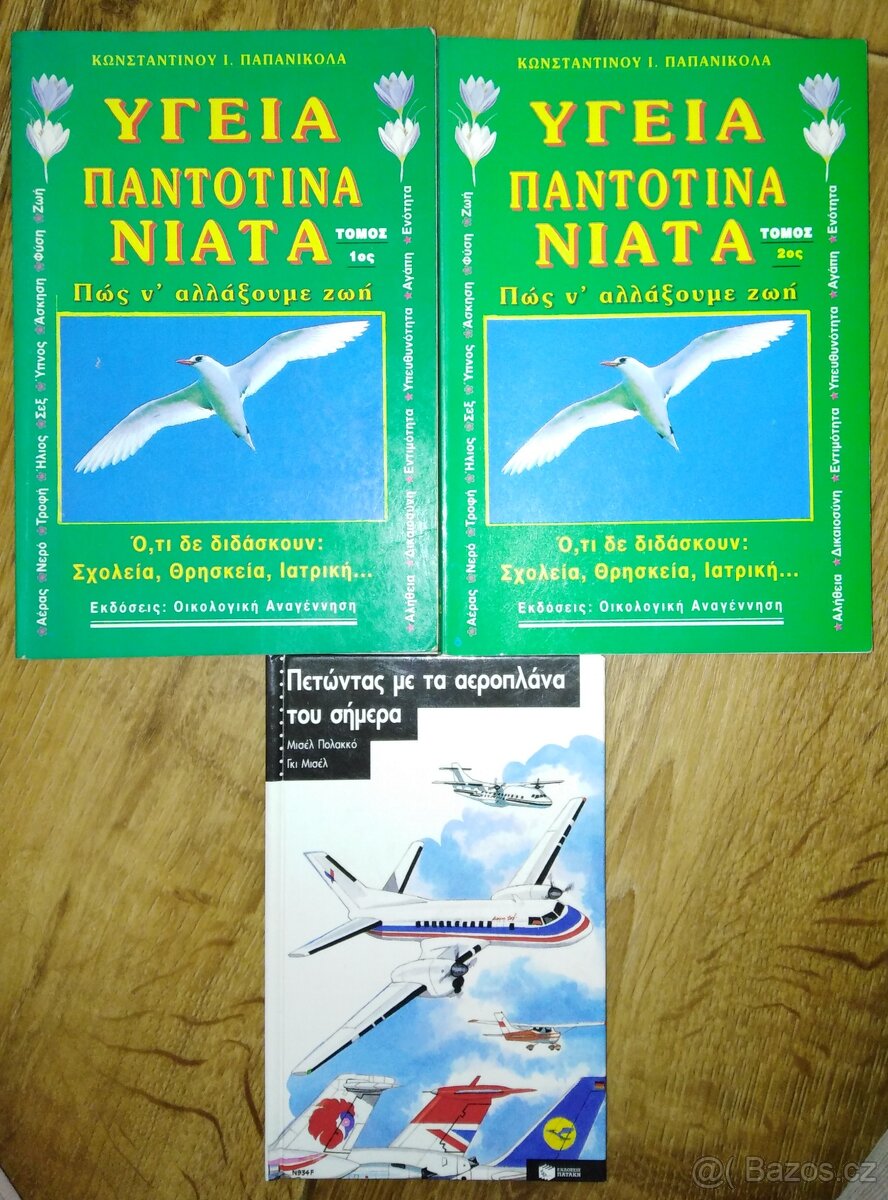 ΚΩΝΣΤΑΝΤΙΝΟΥ Ι. ΠΑΠΑΝΙΚΟΛΑ
ΥΓΕΙΑ
ΠΑΝΤΟΤΙΝΑ
ΝΙΑΤΑ
ΤΟΜΟΣ
1ος
Πώς ν' αλλάξουμε ζωή
Αέρας Νερό Τροφή Ήλιος Σεξ Ύπνος Άσκηση Φύση Ζωή
Αλήθεια Δικαιοσύνη Εντιμότητα Υπευθυνότητα Αγάπη Ενότητα
Ό,τι δε διδάσκουν:
Σχολεία, Θρησκεία, Ιατρική...
Εκδόσεις: Οικολογική Αναγέννηση
ΚΩΝΣΤΑΝΤΙΝΟΥ Ι. ΠΑΠΑΝΙΚΟΛΑ
ΥΓΕΙΑ
ΠΑΝΤΟΤΙΝΑ
ΝΙΑΤΑ
ΤΟΜΟΣ
2ος
Πώς ν' αλλάξουμε ζωή
Αέρας Νερό Τροφή Ήλιος Σεξ Ύπνος Άσκηση Φύση Ζωή
Αλήθεια Δικαιοσύνη Εντιμότητα Υπευθυνότητα Αγάπη Ενότητα
Ό,τι δε διδάσκουν:
Σχολεία, Θρησκεία, Ιατρική...
Εκδόσεις: Οικολογική Αναγέννηση
Πετώντας με τα αεροπλάνα
του σήμερα
Μισέλ Πολακκό
Γκι Μισέλ
N934F
ΕΚΔΟΣΕΙΣ
ΠΑΤΑΚΗ
@( Bazos.cz